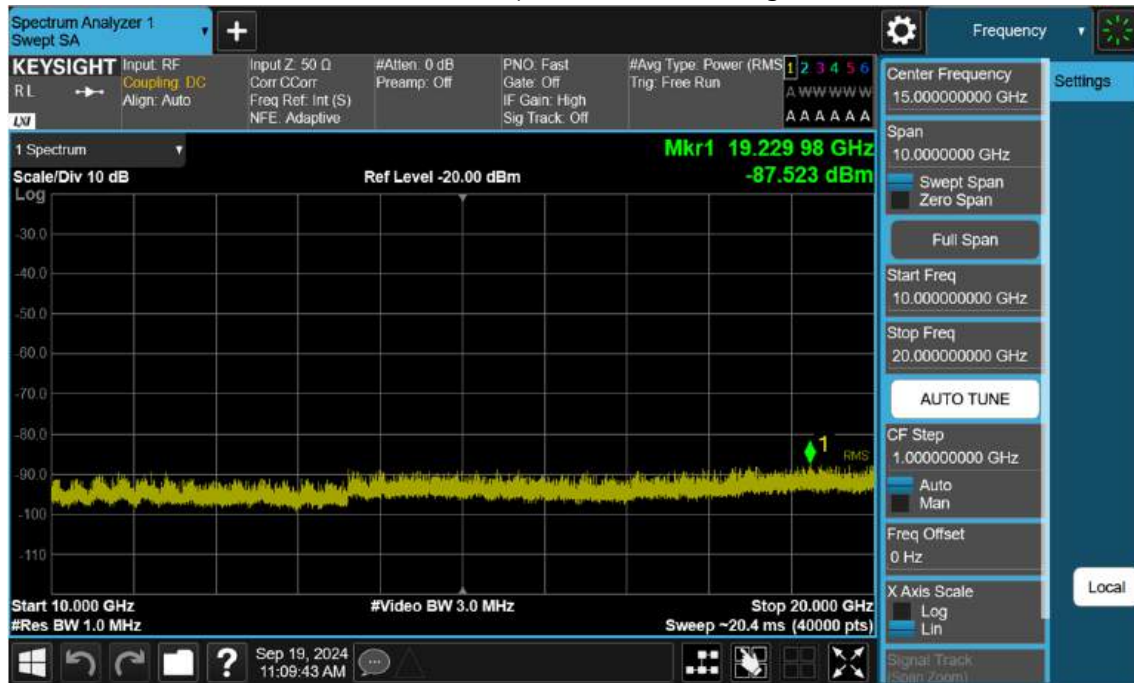 Spectrum Analyzer 1
Swept SA
Frequency
KEYSIGHT
RL
LXI
Input: RF
Coupling: DC
Align: Auto
Input Z: 50 Ω
Corr CCorr
Freq Ref: Int (S)
NFE: Adaptive
#Atten: 0 dB
Preamp: Off
PNO: Fast
Gate: Off
IF Gain: High
Sig Track: Off
#Avg Type: Power (RMS
Trig: Free Run
1 2 3 4 5 6
A W W W W W
A A A A A A
1 Spectrum
Mkr1 19.229 98 GHz
-87.523 dBm
Scale/Div 10 dB
Ref Level -20.00 dBm
Log
-30.0
-40.0
-50.0
-60.0
-70.0
-80.0
-90.0
-100
-110
1
RMS
Start 10.000 GHz
#Res BW 1.0 MHz
#Video BW 3.0 MHz
Stop 20.000 GHz
Sweep ~20.4 ms (40000 pts)
Center Frequency
15.000000000 GHz
Span
10.0000000 GHz
Swept Span
Zero Span
Full Span
Start Freq
10.000000000 GHz
Stop Freq
20.000000000 GHz
AUTO TUNE
CF Step
1.000000000 GHz
Auto
Man
Freq Offset
0 Hz
X Axis Scale
Log
Lin
Signal Track
(Span Zoom)
Settings
Local
?
Sep 19, 2024
11:09:43 AM